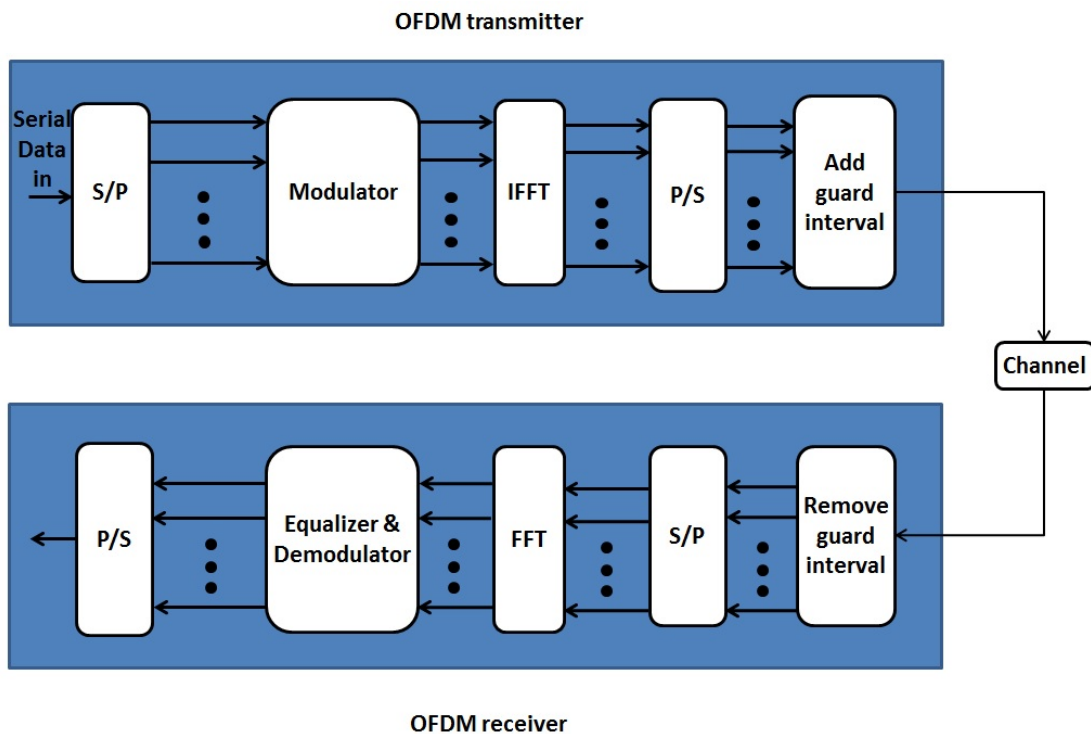 OFDM transmitter
Serial
Data
in
S/P
Modulator
IFFT
P/S
Add
guard
interval
Channel
P/S
Equalizer &
Demodulator
FFT
S/P
Remove
guard
interval
OFDM receiver